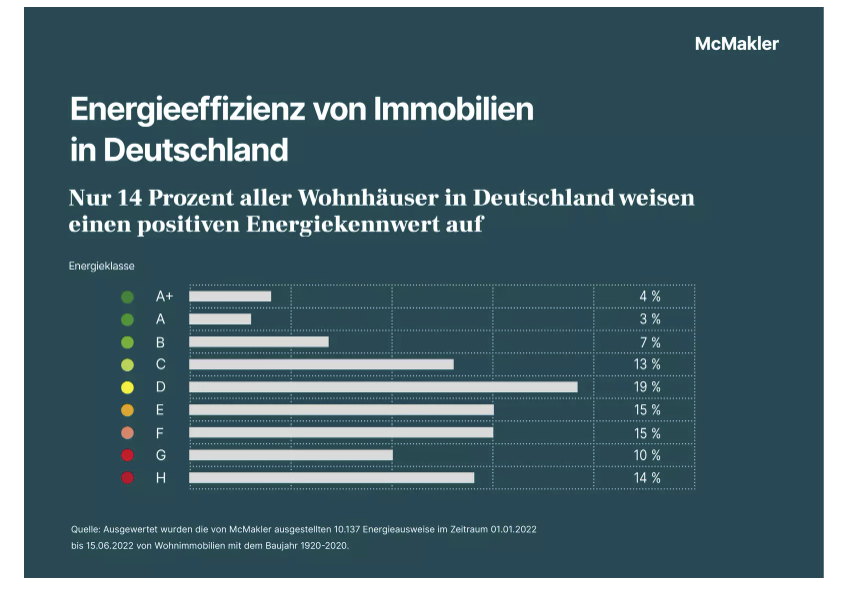 McMakler
Energieeffizienz von Immobilien
in Deutschland
Nur 14 Prozent aller Wohnhäuser in Deutschland weisen
einen positiven Energiekennwert auf
Energieklasse
A+ 4 %
A 3 %
B 7 %
C 13 %
D 19 %
E 15 %
F 15 %
G 10 %
H 14 %
Quelle: Ausgewertet wurden die von McMakler ausgestellten 10.137 Energieausweise im Zeitraum 01.01.2022
bis 15.06.2022 von Wohnimmobilien mit dem Baujahr 1920-2020.